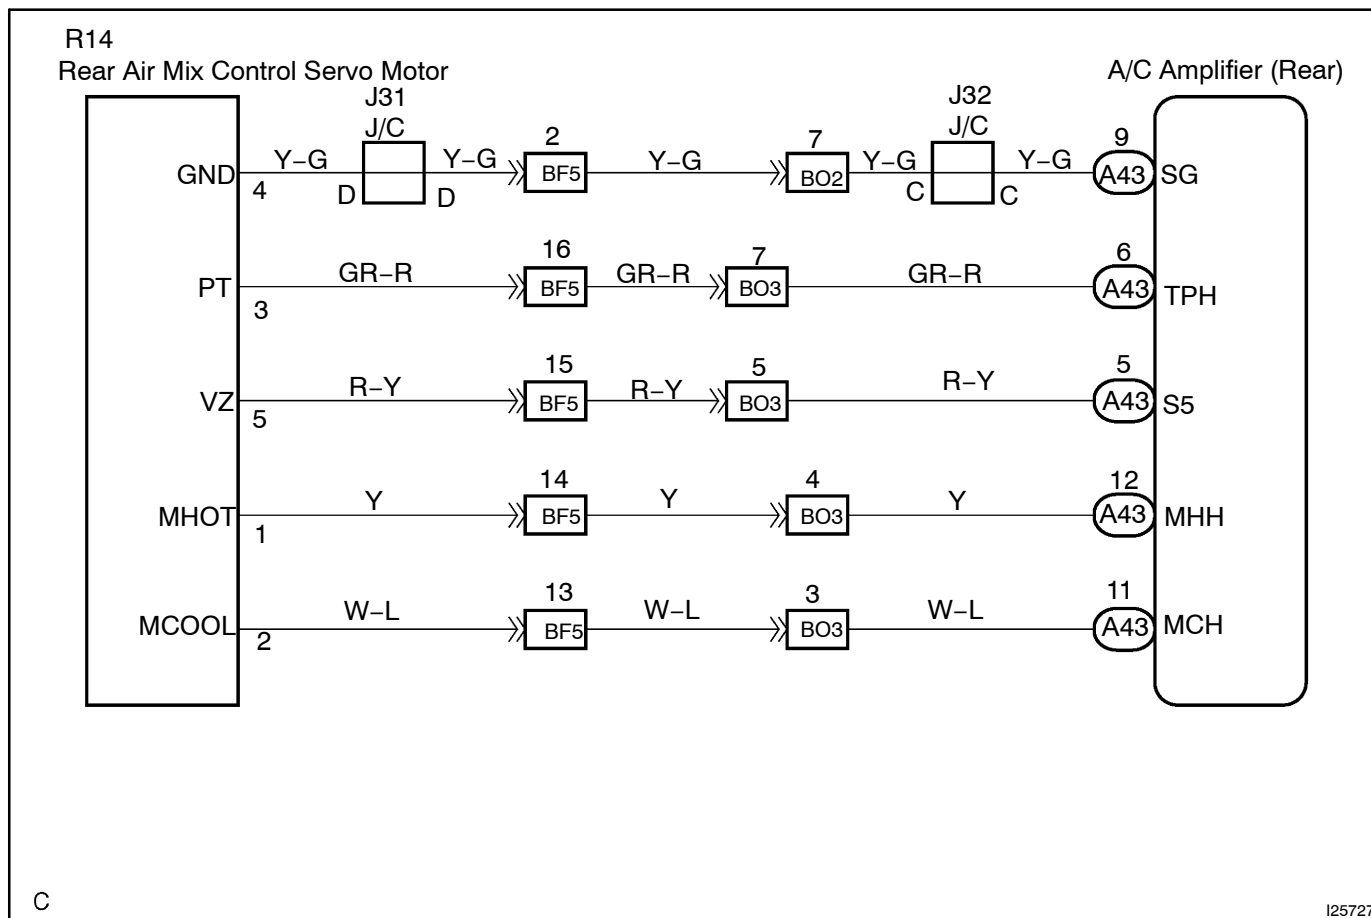 R14
Rear Air Mix Control Servo Motor
A/C Amplifier (Rear)
J31
J/C
J32
J/C
GND
4
Y–G
D
D
Y–G
2
BF5
Y–G
7
BO2
Y–G
C
C
Y–G
9
A43
SG
PT
3
GR–R
16
BF5
GR–R
7
BO3
GR–R
6
A43
TPH
VZ
5
R–Y
15
BF5
R–Y
5
BO3
R–Y
5
A43
S5
MHOT
1
Y
14
BF5
Y
4
BO3
Y
12
A43
MHH
MCOOL
2
W–L
13
BF5
W–L
3
BO3
W–L
11
A43
MCH
C
I25727